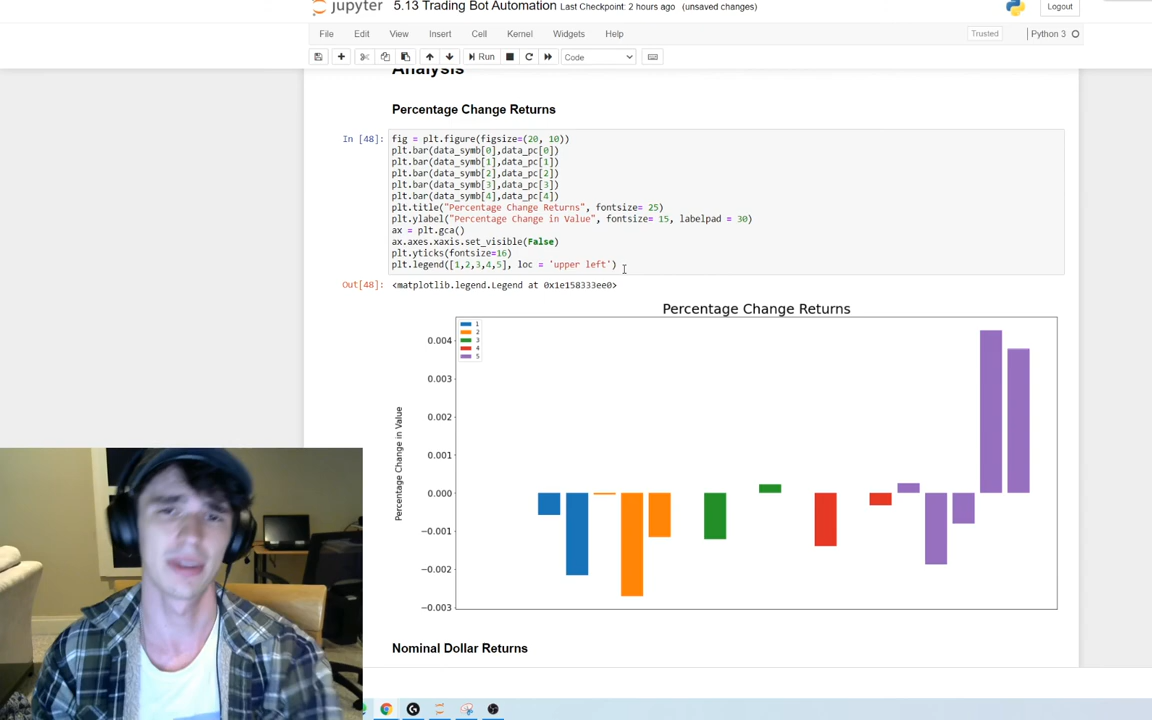 jupyter 5.13 Trading Bot Automation Last Checkpoint: 2 hours ago (unsaved changes) Logout
File Edit View Insert Cell Kernel Widgets Help Trusted Python 3
Run Code
Analysis
Percentage Change Returns
In [48]: fig = plt.figure(figsize=(20, 10))
plt.bar(data_symb[0],data_pc[0])
plt.bar(data_symb[1],data_pc[1])
plt.bar(data_symb[2],data_pc[2])
plt.bar(data_symb[3],data_pc[3])
plt.bar(data_symb[4],data_pc[4])
plt.title("Percentage Change Returns", fontsize= 25)
plt.ylabel("Percentage Change in Value", fontsize= 15, labelpad = 30)
ax = plt.gca()
ax.axes.xaxis.set_visible(False)
plt.yticks(fontsize=16)
plt.legend([1,2,3,4,5], loc = 'upper left')
Out[48]: <matplotlib.legend.Legend at 0x1e158333ee0>
Percentage Change Returns
1
2
3
4
5
0.004
0.003
0.002
0.001
0.000
−0.001
−0.002
−0.003
Percentage Change in Value
Nominal Dollar Returns